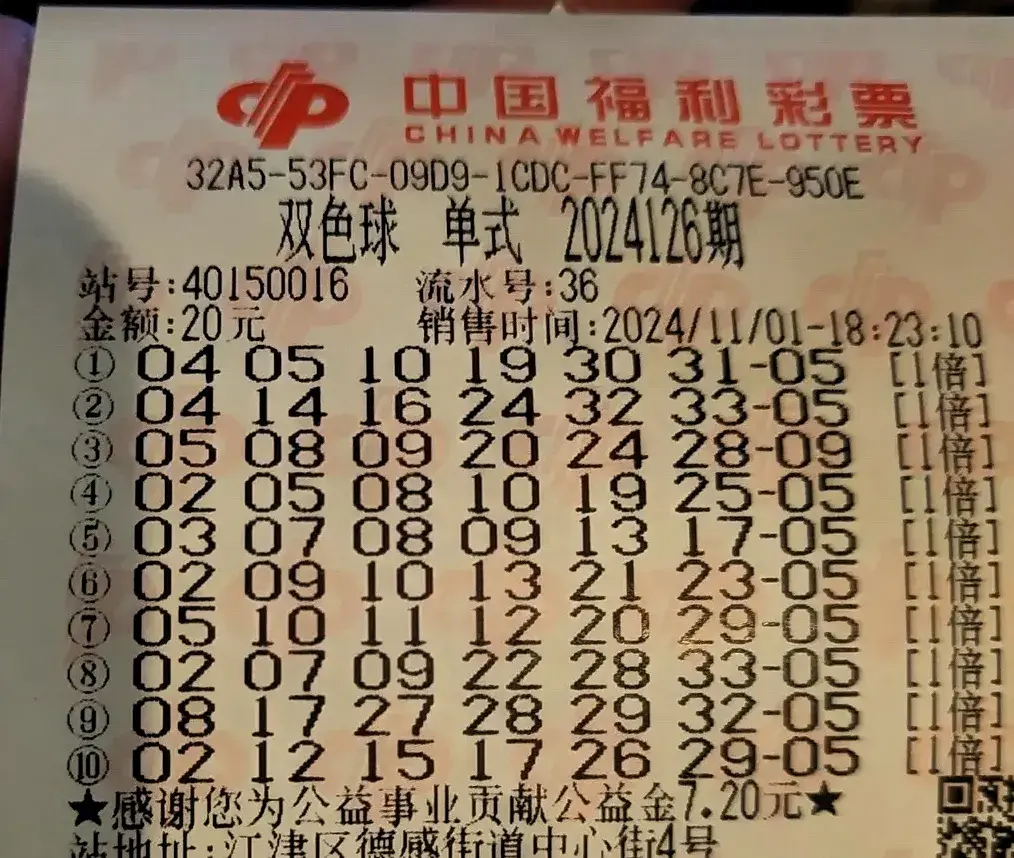 中国福利彩票
CHINA WELFARE LOTTERY
32A5-53FC-09D9-1CDC-FF74-8C7E-950E
双色球 单式 2024126期
站号:40150016 流水号:36
金额:20元 销售时间:2024/11/01-18:23:10
① 04 05 10 19 30 31-05 [1倍]
② 04 14 16 24 32 33-05 [1倍]
③ 05 08 09 20 24 28-09 [1倍]
④ 02 05 08 10 19 25-05 [1倍]
⑤ 03 07 08 09 13 17-05 [1倍]
⑥ 02 09 10 13 21 23-05 [1倍]
⑦ 05 10 11 12 20 29-05 [1倍]
⑧ 02 07 09 22 28 33-05 [1倍]
⑨ 08 17 27 28 29 32-05 [1倍]
⑩ 02 12 15 17 26 29-05 [1倍]
★感谢您为公益事业贡献公益金7.20元★
站地址:江津区德感街道中心街4号